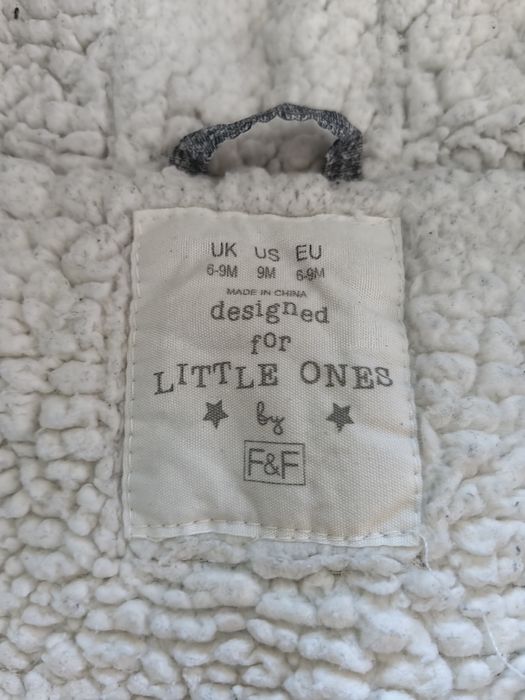 UK US EU
6-9M 9M 6-9M
MADE IN CHINA
designed
for
LITTLE ONES
by
F&F